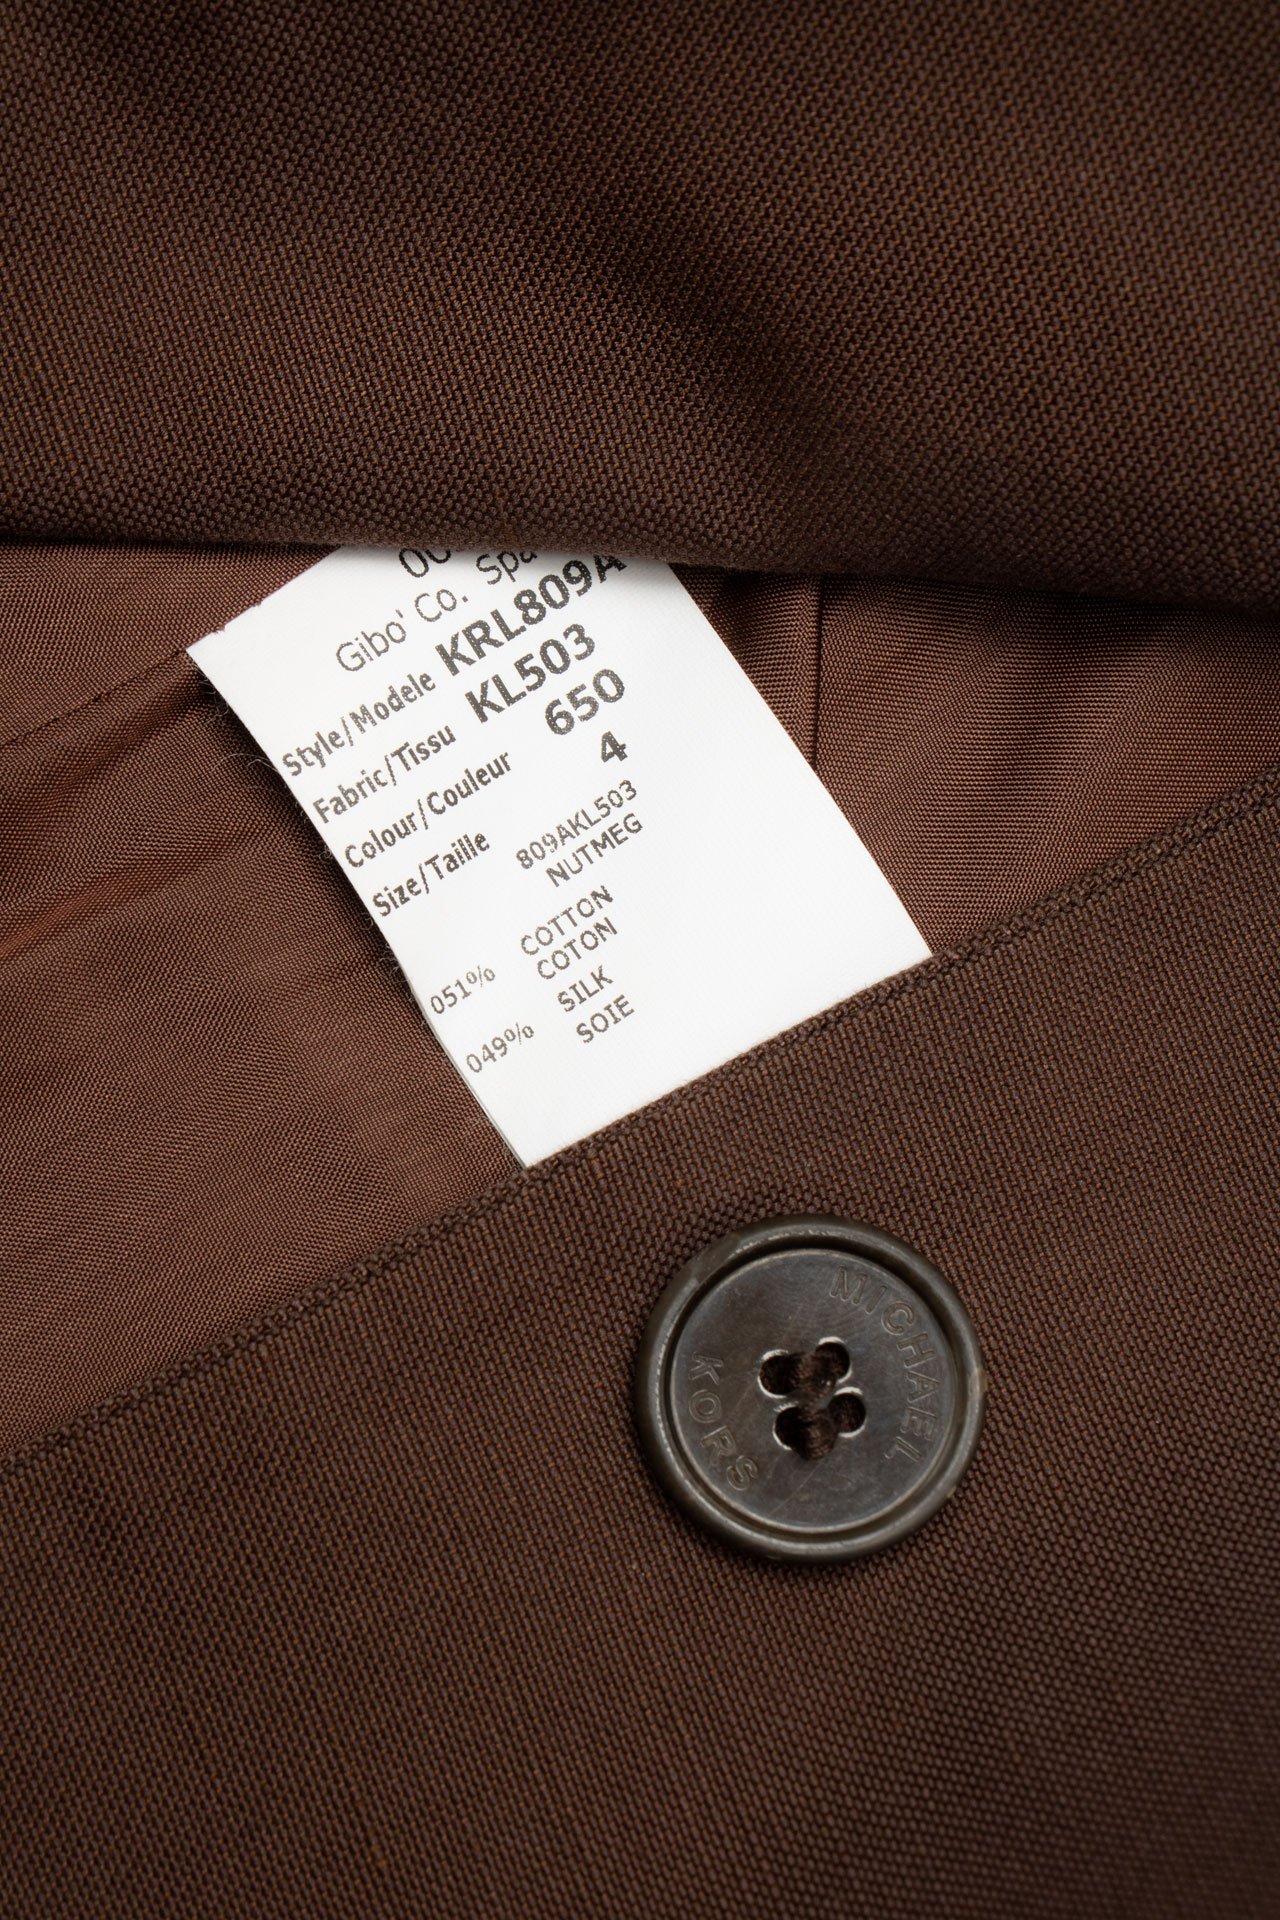 Gibo' Co. Spa
Style/Modele KRL809A
Fabric/Tissu KL503
Colour/Couleur 650
Size/Taille 4
809AKL503
NUTMEG
051% COTTON
COTON
049% SILK
SOIE
MICHAEL
KORS